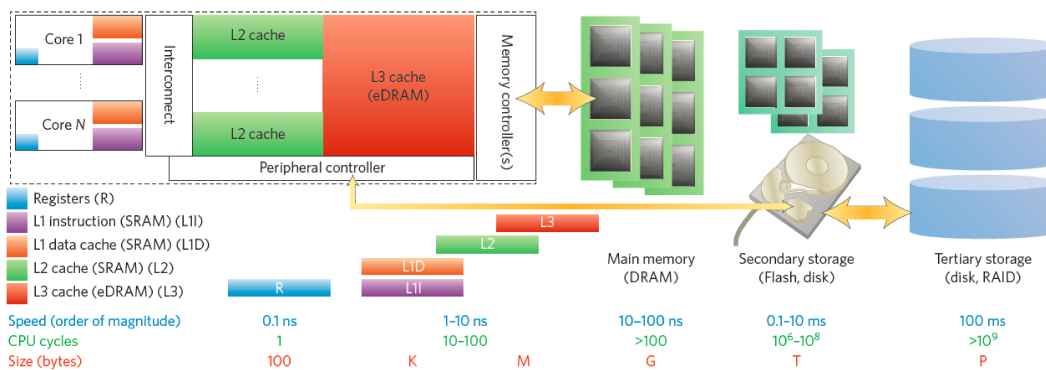 Core 1
Core N
Interconnect
L2 cache
L2 cache
L3 cache
(eDRAM)
Memory controller(s)
Peripheral controller
Registers (R)
L1 instruction (SRAM) (L1I)
L1 data cache (SRAM) (L1D)
L2 cache (SRAM) (L2)
L3 cache (eDRAM) (L3)
L3
L2
L1D
R
L1I
Main memory
(DRAM)
Secondary storage
(Flash, disk)
Tertiary storage
(disk, RAID)
Speed (order of magnitude) 0.1 ns 1–10 ns 10–100 ns 0.1–10 ms 100 ms
CPU cycles 1 10–100 >100 10⁶–10⁸ >10⁹
Size (bytes) 100 K M G T P